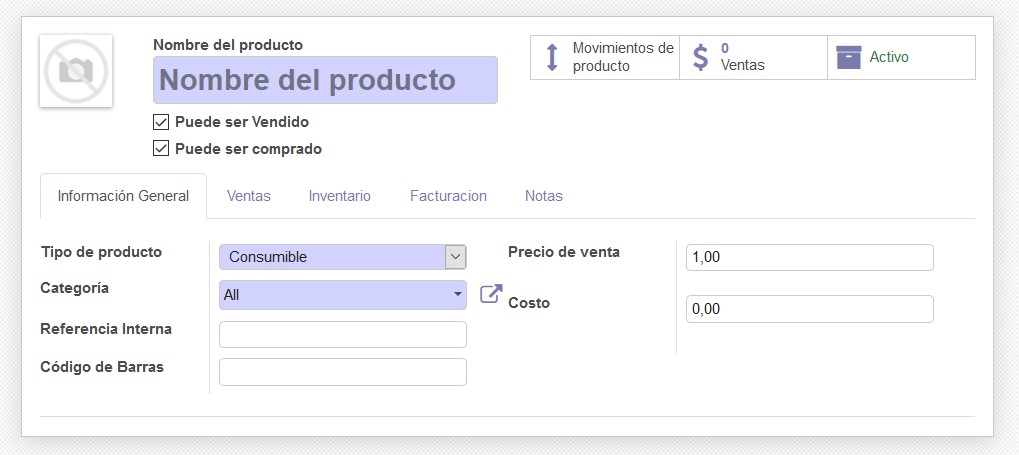 Nombre del producto
Nombre del producto
Puede ser Vendido
Puede ser comprado
Movimientos de
producto
0
Ventas
Activo
Información General
Ventas
Inventario
Facturacion
Notas
Tipo de producto
Consumible
Categoría
All
Referencia Interna
Código de Barras
Precio de venta
1,00
Costo
0,00